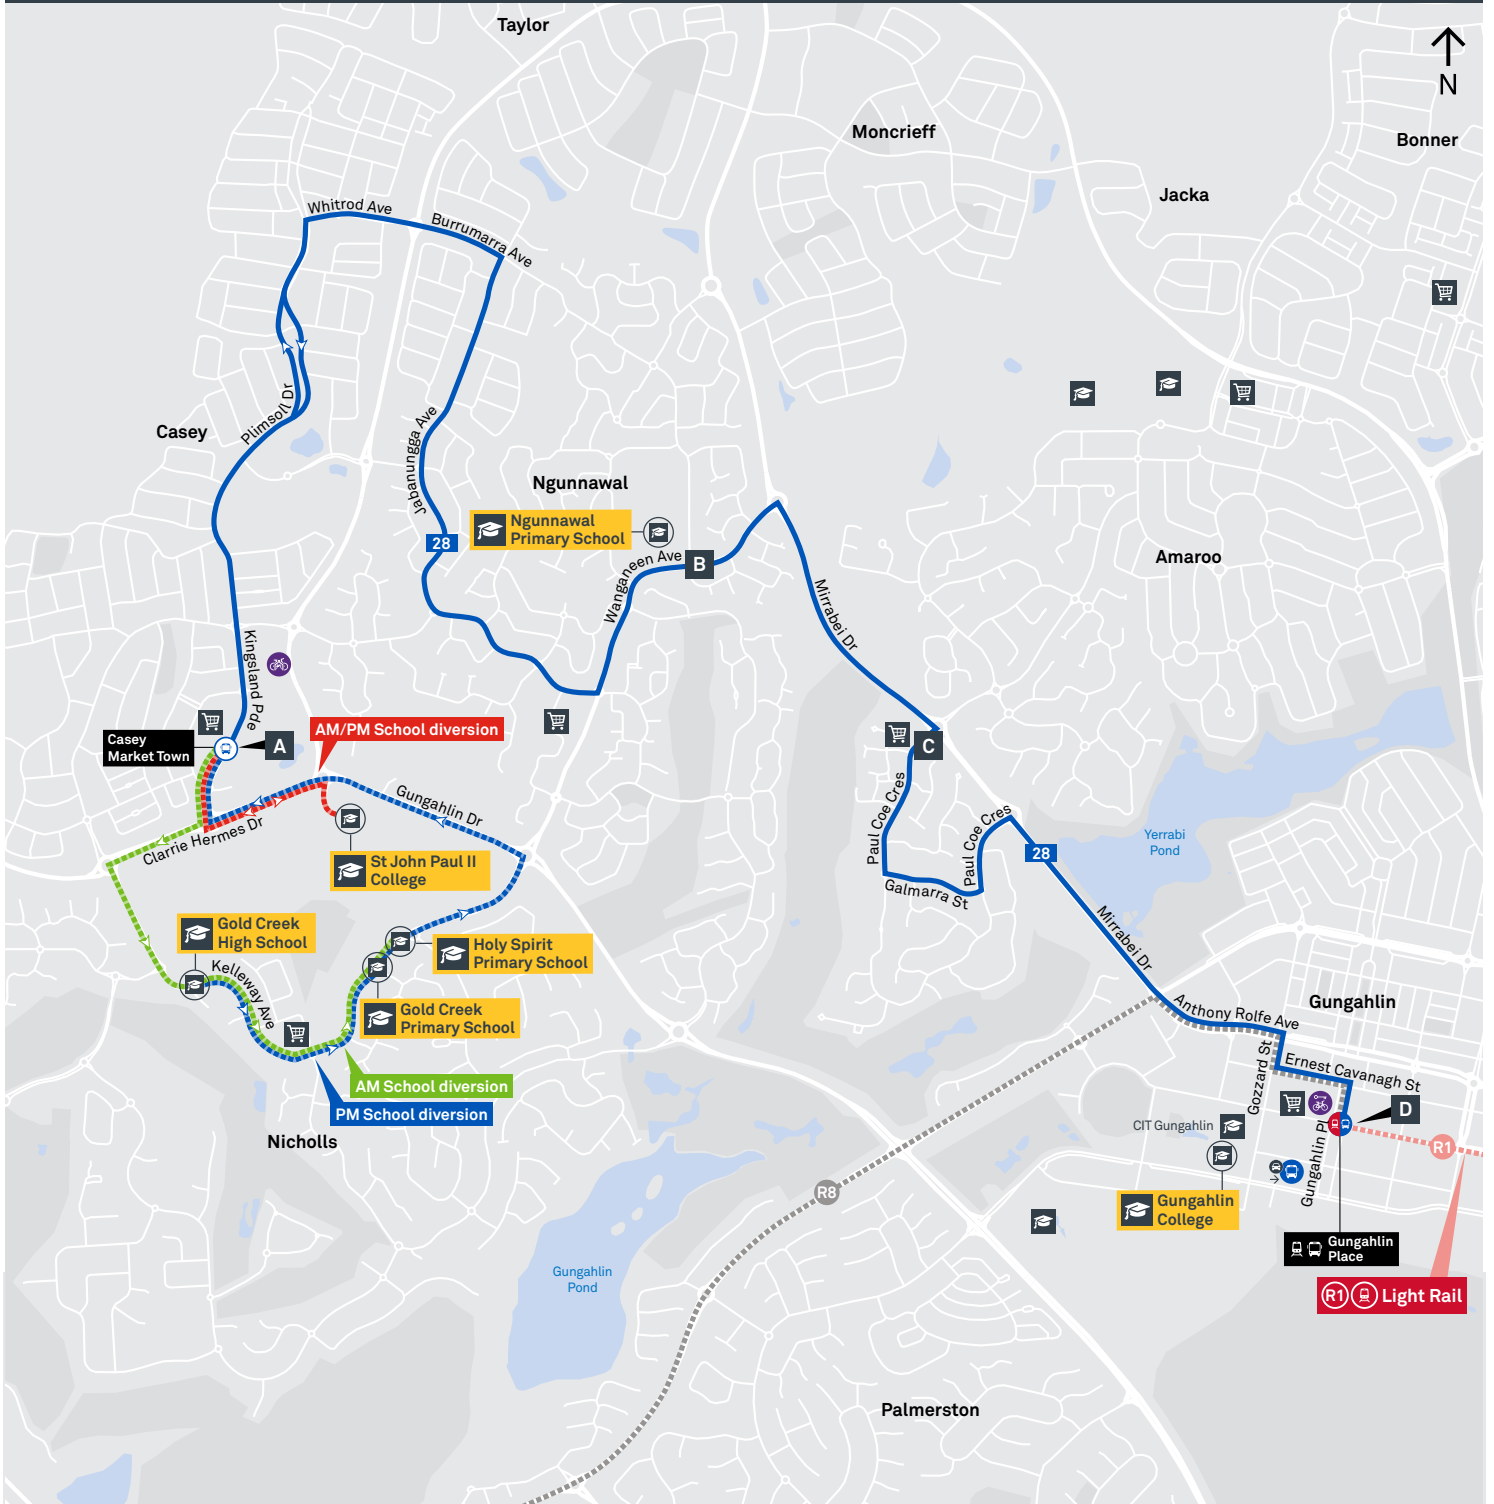 Taylor
N
Moncrieff
Bonner
Jacka
Whitrod Ave
Burrumarra Ave
Plimsoll Dr
Casey
Jabanungga Ave
Ngunnawal
Ngunnawal
Primary School
28
Wanganeen Ave
B
Amaroo
Mirrabei Dr
Kingsland Pde
Casey
Market Town
A
AM/PM School diversion
C
Gungahlin Dr
Clarrie Hermes Dr
Paul Coe Cres
Paul Coe Cres
Galmarra St
28
Yerrabi
Pond
St John Paul II
College
Gold Creek
High School
Holy Spirit
Primary School
Kelleway Ave
Gold Creek
Primary School
Mirrabei Dr
Gungahlin
Anthony Rolfe Ave
Gozzard St
Ernest Cavanagh St
AM School diversion
PM School diversion
Nicholls
D
CIT Gungahlin
Gungahlin Pl
R1
R8
Gungahlin
College
Gungahlin
Place
Gungahlin
Pond
R1 Light Rail
Palmerston